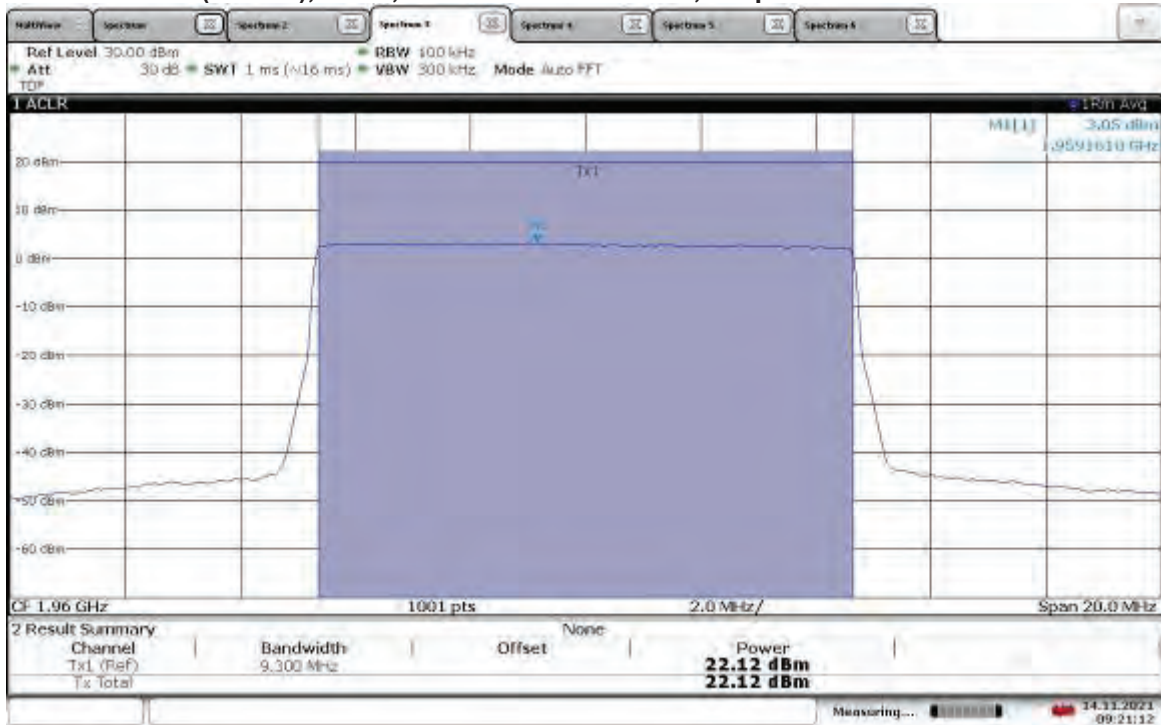 MultiView Spectrum Spectrum 2 Spectrum 3 Spectrum 4 Spectrum 5 Spectrum 6
Ref Level 30.00 dBm RBW 100 kHz
Att 30 dB SWT 1 ms (~16 ms) VBW 300 kHz Mode Auto FFT
TDF
1 ACLR 1Rm Avg
M1[1] 3.05 dBm
1.9591610 GHz
20 dBm
Tx1
10 dBm
0 dBm
-10 dBm
-20 dBm
-30 dBm
-40 dBm
-50 dBm
-60 dBm
CF 1.96 GHz 1001 pts 2.0 MHz/ Span 20.0 MHz
2 Result Summary None
Channel Bandwidth Offset Power
Tx1 (Ref) 9.300 MHz 22.12 dBm
Tx Total 22.12 dBm
Measuring... 14.11.2021
09:21:12